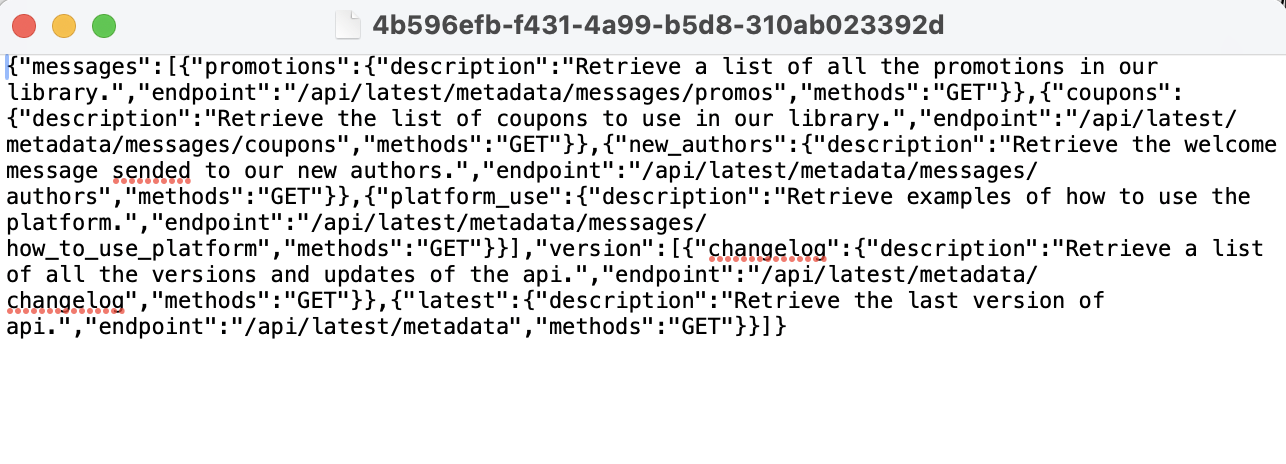 4b596efb-f431-4a99-b5d8-310ab023392d
{"messages":[{"promotions":{"description":"Retrieve a list of all the promotions in our
library.","endpoint":"/api/latest/metadata/messages/promos","methods":"GET"}},{"coupons":
{"description":"Retrieve the list of coupons to use in our library.","endpoint":"/api/latest/
metadata/messages/coupons","methods":"GET"}},{"new_authors":{"description":"Retrieve the welcome
message sended to our new authors.","endpoint":"/api/latest/metadata/messages/
authors","methods":"GET"}},{"platform_use":{"description":"Retrieve examples of how to use the
platform.","endpoint":"/api/latest/metadata/messages/
how_to_use_platform","methods":"GET"}}],"version":[{"changelog":{"description":"Retrieve a list
of all the versions and updates of the api.","endpoint":"/api/latest/metadata/
changelog","methods":"GET"}},{"latest":{"description":"Retrieve the last version of
api.","endpoint":"/api/latest/metadata","methods":"GET"}}]}